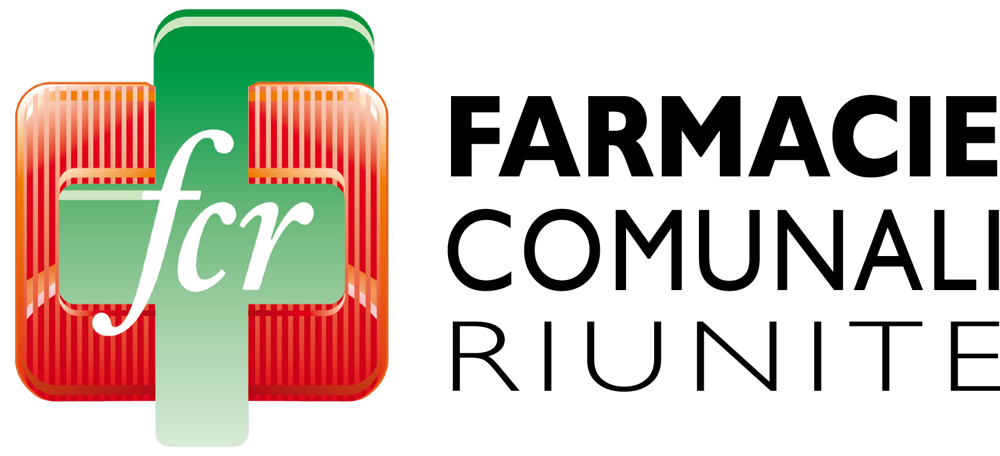 fcr
FARMACIE
COMUNALI
RIUNITE